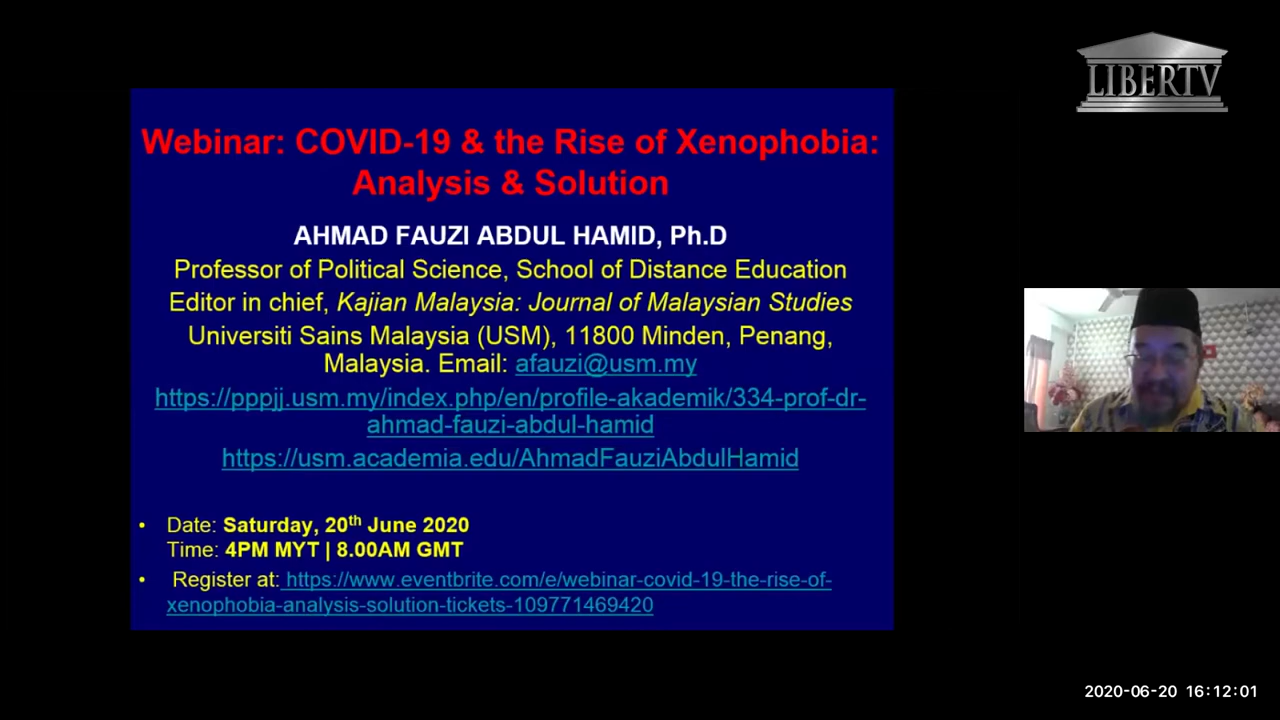 LIBERTV
Webinar: COVID-19 & the Rise of Xenophobia:
Analysis & Solution
AHMAD FAUZI ABDUL HAMID, Ph.D
Professor of Political Science, School of Distance Education
Editor in chief, Kajian Malaysia: Journal of Malaysian Studies
Universiti Sains Malaysia (USM), 11800 Minden, Penang,
Malaysia. Email: afauzi@usm.my
https://pppjj.usm.my/index.php/en/profile-akademik/334-prof-dr-
ahmad-fauzi-abdul-hamid
https://usm.academia.edu/AhmadFauziAbdulHamid
• Date: Saturday, 20th June 2020
Time: 4PM MYT | 8.00AM GMT
• Register at: https://www.eventbrite.com/e/webinar-covid-19-the-rise-of-
xenophobia-analysis-solution-tickets-109771469420
2020-06-20 16:12:01